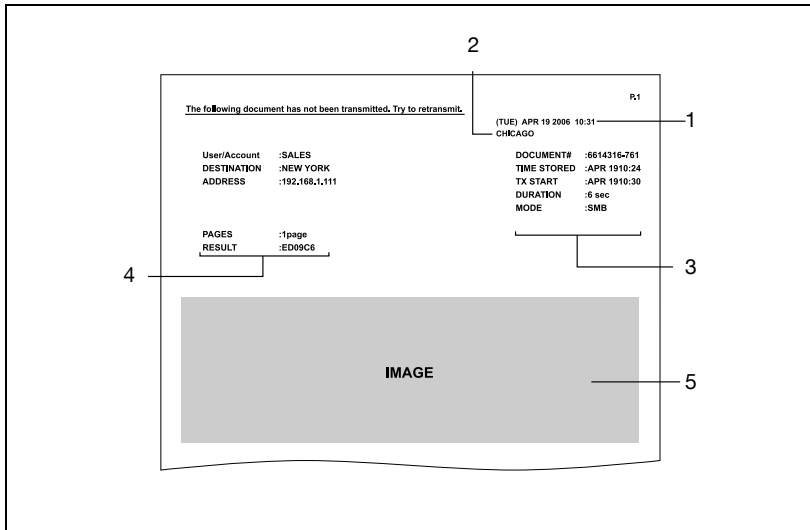 2
P.1
The following document has not been transmitted. Try to retransmit.
(TUE) APR 19 2006 10:31
1
CHICAGO
User/Account :SALES
DESTINATION :NEW YORK
ADDRESS :192.168.1.111
DOCUMENT# :6614316-761
TIME STORED :APR 1910:24
TX START :APR 1910:30
DURATION :6 sec
MODE :SMB
PAGES :1page
RESULT :ED09C6
4
3
IMAGE
5